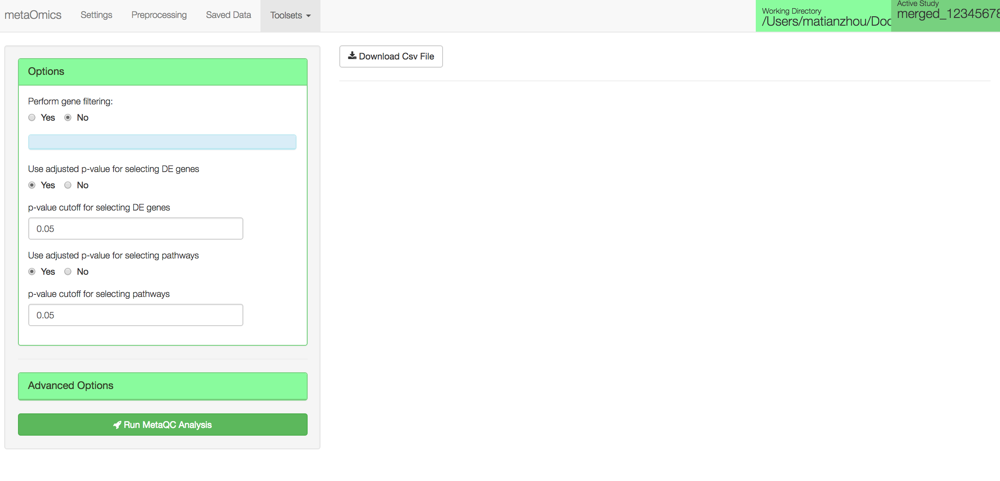 metaOmics Settings Preprocessing Saved Data Toolsets
Working Directory
/Users/matianzhou/Doc
Active Study
merged_12345678
Options
Perform gene filtering:
Yes No
Use adjusted p-value for selecting DE genes
Yes No
p-value cutoff for selecting DE genes
0.05
Use adjusted p-value for selecting pathways
Yes No
p-value cutoff for selecting pathways
0.05
Advanced Options
Run MetaQC Analysis
Download Csv File